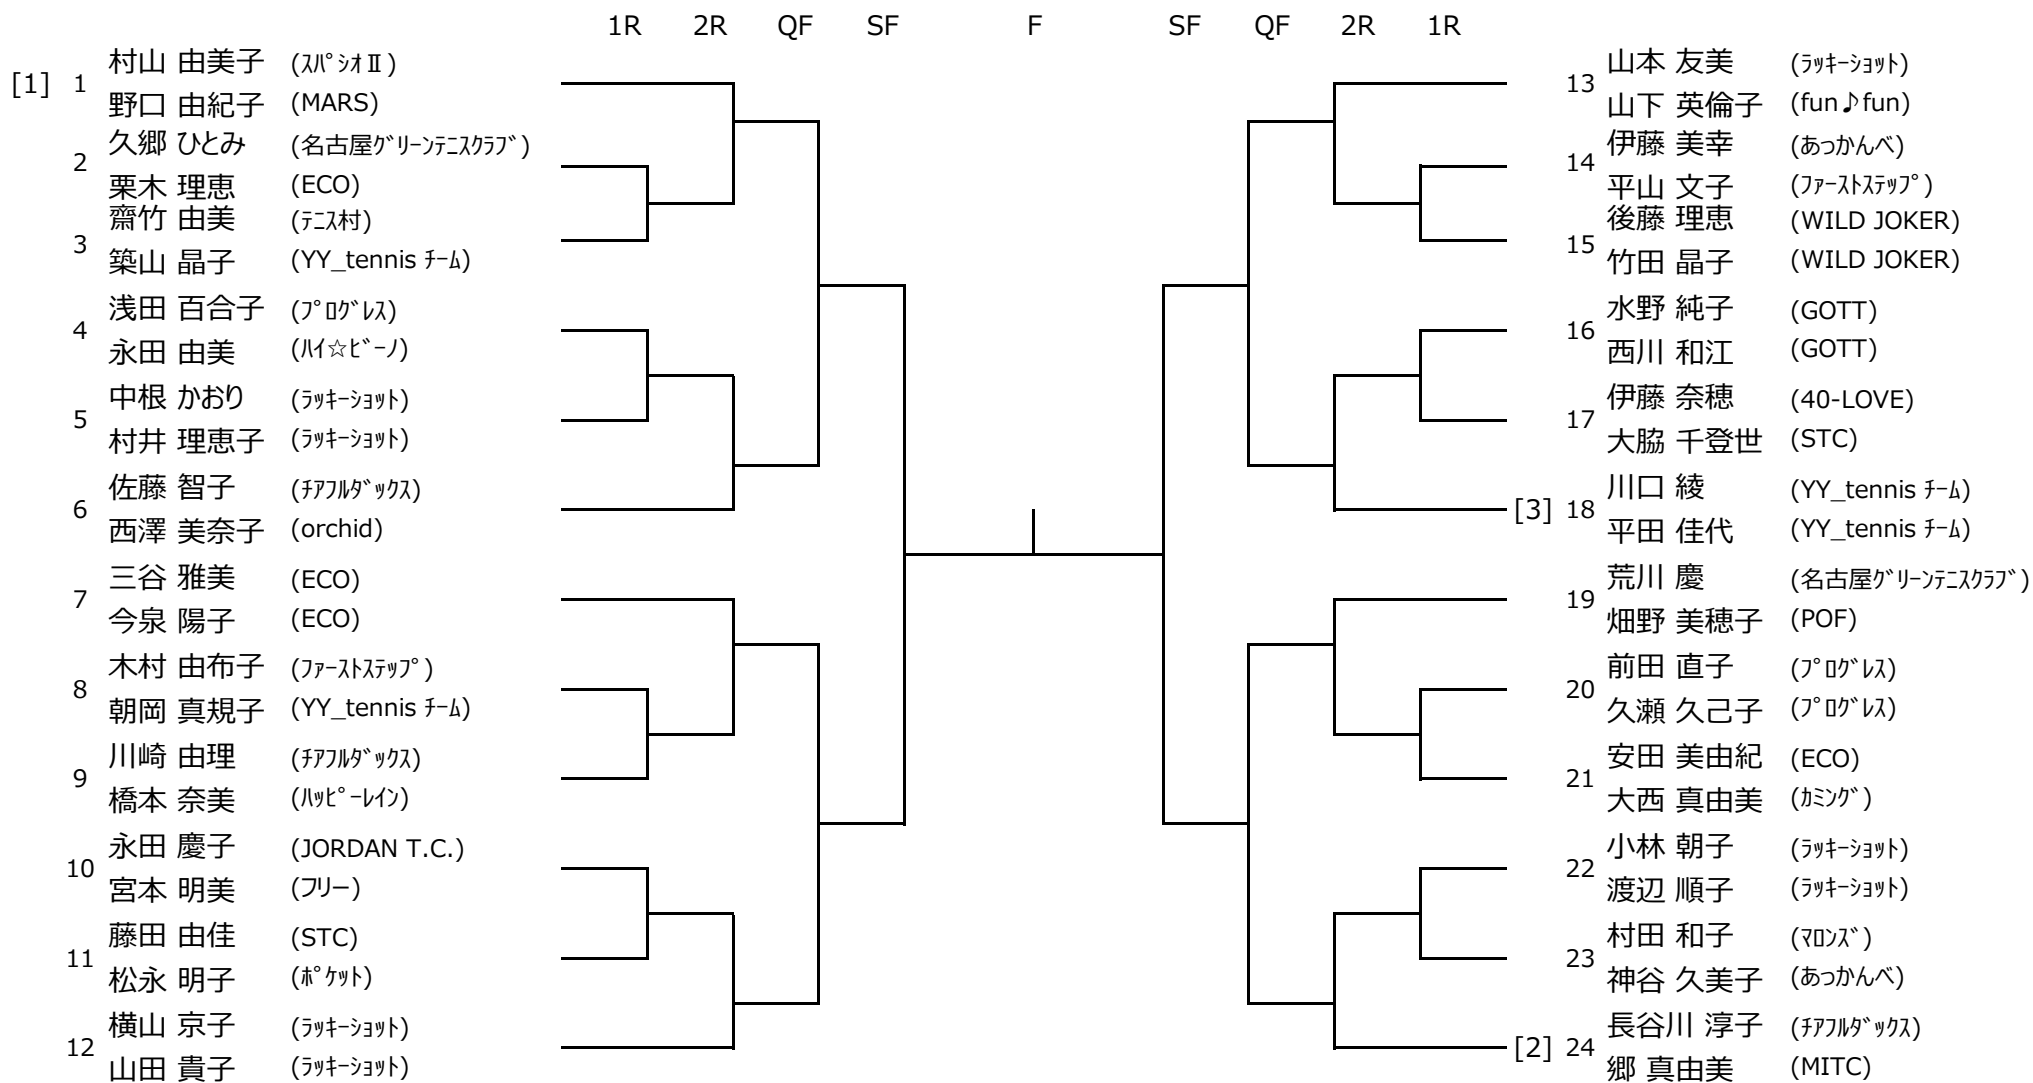 1R 2R QF SF F SF QF 2R 1R
[1] 1 村山 由美子 (ｽﾊﾟｼｵⅡ)
野口 由紀子 (MARS)
2 久郷 ひとみ (名古屋ｸﾞﾘｰﾝﾃﾆｽｸﾗﾌﾞ)
栗木 理恵 (ECO)
3 齋竹 由美 (ﾃﾆｽ村)
築山 晶子 (YY_tennis ﾁｰﾑ)
4 浅田 百合子 (ﾌﾟﾛｸﾞﾚｽ)
永田 由美 (ﾊｲ☆ﾋﾞｰﾉ)
5 中根 かおり (ﾗｯｷｰｼｮｯﾄ)
村井 理恵子 (ﾗｯｷｰｼｮｯﾄ)
6 佐藤 智子 (ﾁｱﾌﾙﾀﾞｯｸｽ)
西澤 美奈子 (orchid)
7 三谷 雅美 (ECO)
今泉 陽子 (ECO)
8 木村 由布子 (ﾌｧｰｽﾄｽﾃｯﾌﾟ)
朝岡 真規子 (YY_tennis ﾁｰﾑ)
9 川崎 由理 (ﾁｱﾌﾙﾀﾞｯｸｽ)
橋本 奈美 (ﾊｯﾋﾟｰﾚｲﾝ)
10 永田 慶子 (JORDAN T.C.)
宮本 明美 (フリー)
11 藤田 由佳 (STC)
松永 明子 (ﾎﾟｹｯﾄ)
12 横山 京子 (ﾗｯｷｰｼｮｯﾄ)
山田 貴子 (ﾗｯｷｰｼｮｯﾄ)
13 山本 友美 (ﾗｯｷｰｼｮｯﾄ)
山下 英倫子 (fun♪fun)
14 伊藤 美幸 (あっかんべ)
平山 文子 (ﾌｧｰｽﾄｽﾃｯﾌﾟ)
15 後藤 理恵 (WILD JOKER)
竹田 晶子 (WILD JOKER)
16 水野 純子 (GOTT)
西川 和江 (GOTT)
17 伊藤 奈穂 (40-LOVE)
大脇 千登世 (STC)
[3] 18 川口 綾 (YY_tennis ﾁｰﾑ)
平田 佳代 (YY_tennis ﾁｰﾑ)
19 荒川 慶 (名古屋ｸﾞﾘｰﾝﾃﾆｽｸﾗﾌﾞ)
畑野 美穂子 (POF)
20 前田 直子 (ﾌﾟﾛｸﾞﾚｽ)
久瀬 久己子 (ﾌﾟﾛｸﾞﾚｽ)
21 安田 美由紀 (ECO)
大西 真由美 (ｶﾐﾝｸﾞ)
22 小林 朝子 (ﾗｯｷｰｼｮｯﾄ)
渡辺 順子 (ﾗｯｷｰｼｮｯﾄ)
23 村田 和子 (ﾏﾛﾝｽﾞ)
神谷 久美子 (あっかんべ)
[2] 24 長谷川 淳子 (ﾁｱﾌﾙﾀﾞｯｸｽ)
郷 真由美 (MITC)